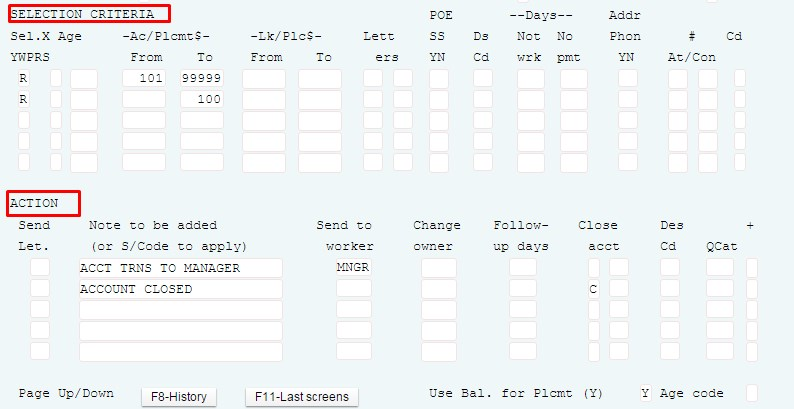 SELECTION CRITERIA POE --Days-- Addr
Sel.X Age -Ac/Plcmt$- -Lk/Plc$- Lett SS Ds Not No Phon # Cd
YWPRS From To From To ers YN Cd wrk pmt YN At/Con
R 101 99999
R 100
ACTION
Send Note to be added Send to Change Follow- Close Des +
Let. (or S/Code to apply) worker owner up days acct Cd QCat
ACCT TRNS TO MANAGER MNGR
ACCOUNT CLOSED C
Page Up/Down F8-History F11-Last screens Use Bal. for Plcmt (Y) Y Age code